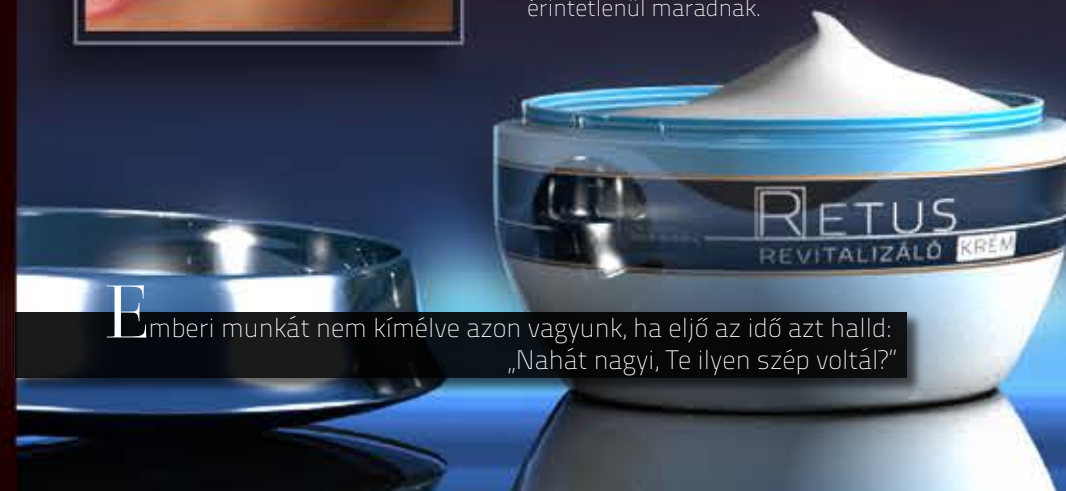 érintetlenül maradnak.
RETUS
REVITALIZÁLÓ KRÉM
Emberi munkát nem kímélve azon vagyunk, ha eljő az idő azt halld:
„Nahát nagyi, Te ilyen szép voltál?”